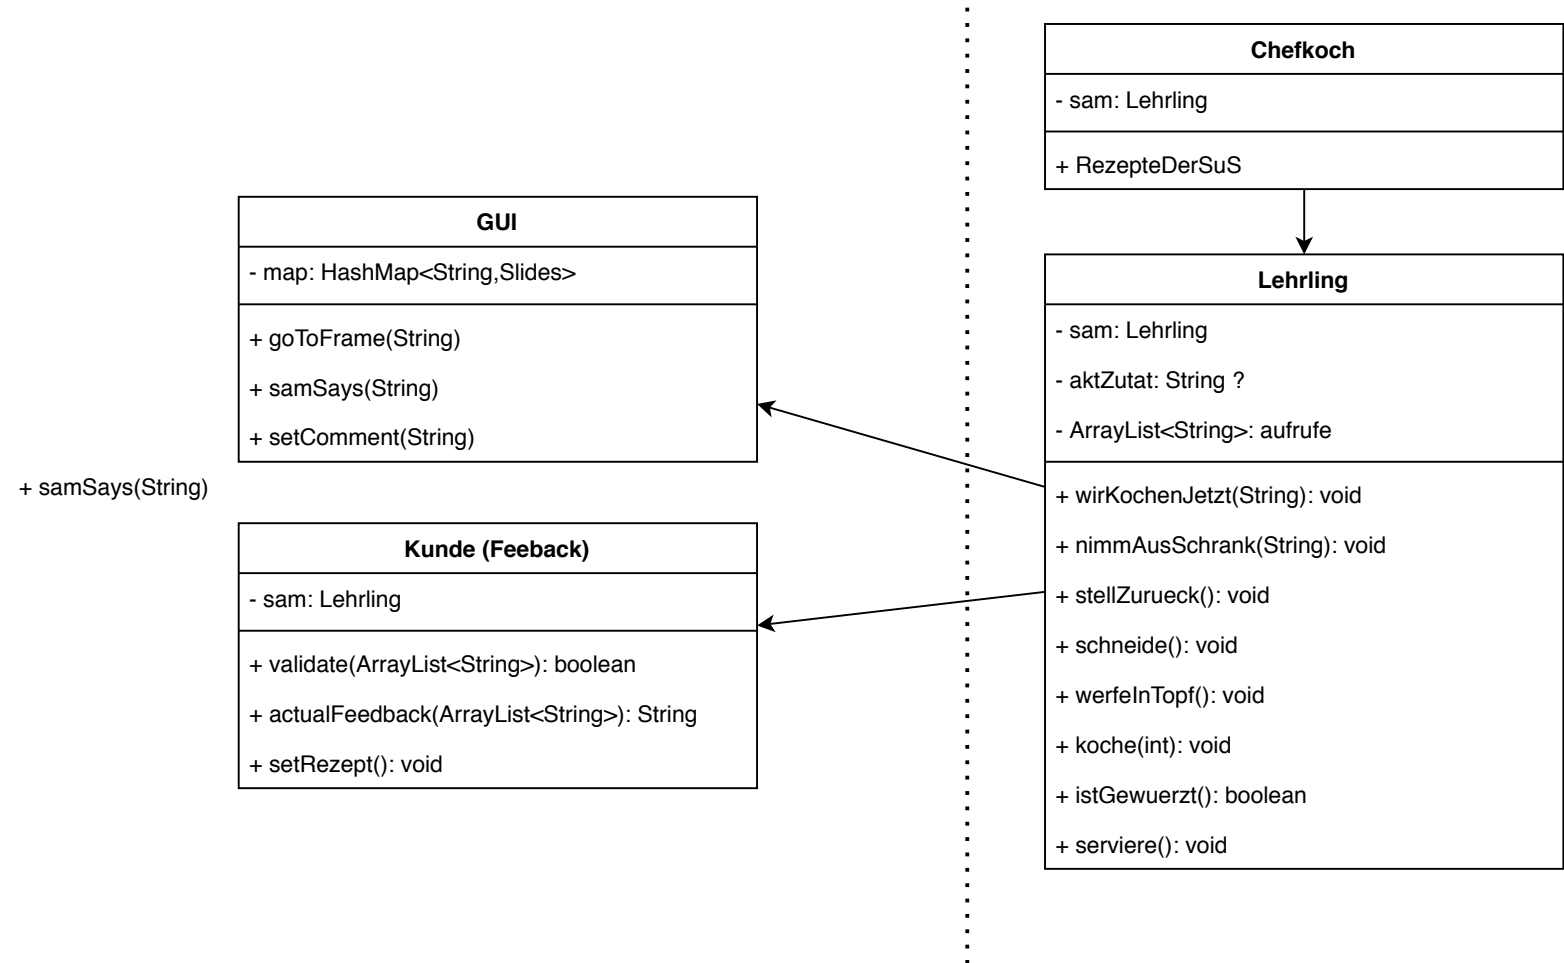 GUI
- map: HashMap<String,Slides>
+ goToFrame(String)
+ samSays(String)
+ setComment(String)
+ samSays(String)
Kunde (Feeback)
- sam: Lehrling
+ validate(ArrayList<String>): boolean
+ actualFeedback(ArrayList<String>): String
+ setRezept(): void
Chefkoch
- sam: Lehrling
+ RezepteDerSuS
Lehrling
- sam: Lehrling
- aktZutat: String ?
- ArrayList<String>: aufrufe
+ wirKochenJetzt(String): void
+ nimmAusSchrank(String): void
+ stellZurueck(): void
+ schneide(): void
+ werfeInTopf(): void
+ koche(int): void
+ istGewuerzt(): boolean
+ serviere(): void